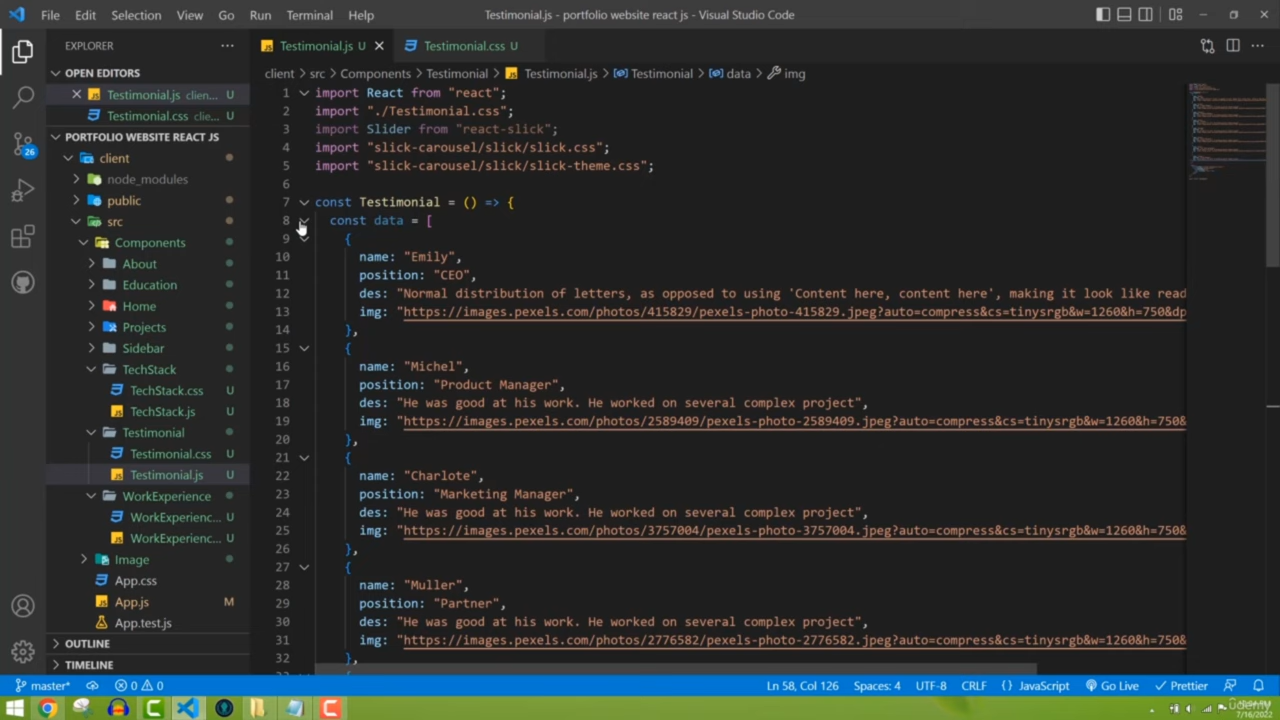 File Edit Selection View Go Run Terminal Help
Testimonial.js - portfolio website react js - Visual Studio Code
EXPLORER
Testimonial.js U
Testimonial.css U
OPEN EDITORS
Testimonial.js clien... U
Testimonial.css clie... U
PORTFOLIO WEBSITE REACT JS
client
node_modules
public
src
Components
About
Education
Home
Projects
Sidebar
TechStack
TechStack.css U
TechStack.js U
Testimonial
Testimonial.css U
Testimonial.js U
WorkExperience
WorkExperienc... U
WorkExperienc... U
Image
App.css
App.js M
App.test.js
OUTLINE
TIMELINE
26
client > src > Components > Testimonial > Testimonial.js > Testimonial > data > img
1 import React from "react";
2 import "./Testimonial.css";
3 import Slider from "react-slick";
4 import "slick-carousel/slick/slick.css";
5 import "slick-carousel/slick/slick-theme.css";
6
7 const Testimonial = () => {
8 const data = [
9 {
10 name: "Emily",
11 position: "CEO",
12 des: "Normal distribution of letters, as opposed to using 'Content here, content here', making it look like read
13 img: "https://images.pexels.com/photos/415829/pexels-photo-415829.jpeg?auto=compress&cs=tinysrgb&w=1260&h=750&dp
14 },
15 {
16 name: "Michel",
17 position: "Product Manager",
18 des: "He was good at his work. He worked on several complex project",
19 img: "https://images.pexels.com/photos/2589409/pexels-photo-2589409.jpeg?auto=compress&cs=tinysrgb&w=1260&h=750&
20 },
21 {
22 name: "Charlote",
23 position: "Marketing Manager",
24 des: "He was good at his work. He worked on several complex project",
25 img: "https://images.pexels.com/photos/3757004/pexels-photo-3757004.jpeg?auto=compress&cs=tinysrgb&w=1260&h=750&
26 },
27 {
28 name: "Muller",
29 position: "Partner",
30 des: "He was good at his work. He worked on several complex project",
31 img: "https://images.pexels.com/photos/2776582/pexels-photo-2776582.jpeg?auto=compress&cs=tinysrgb&w=1260&h=750&
32 },
master* 0 0
Ln 58, Col 126 Spaces: 4 UTF-8 CRLF {} JavaScript Go Live Prettier
udemy
7/16/2022